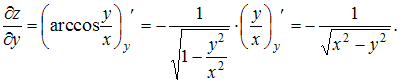 ∂z/∂y = (arccos y/x)′_y = − 1/√(1 − y²/x²) · (y/x)′_y = − 1/√(x² − y²).